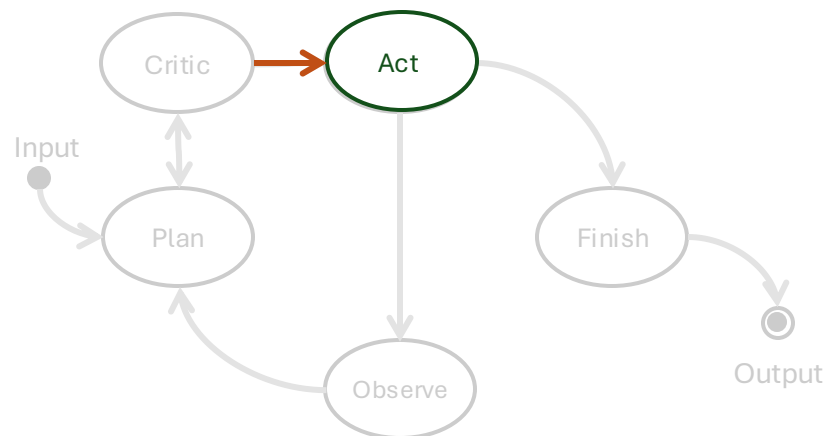 Critic
Act
Input
Plan
Finish
Observe
Output